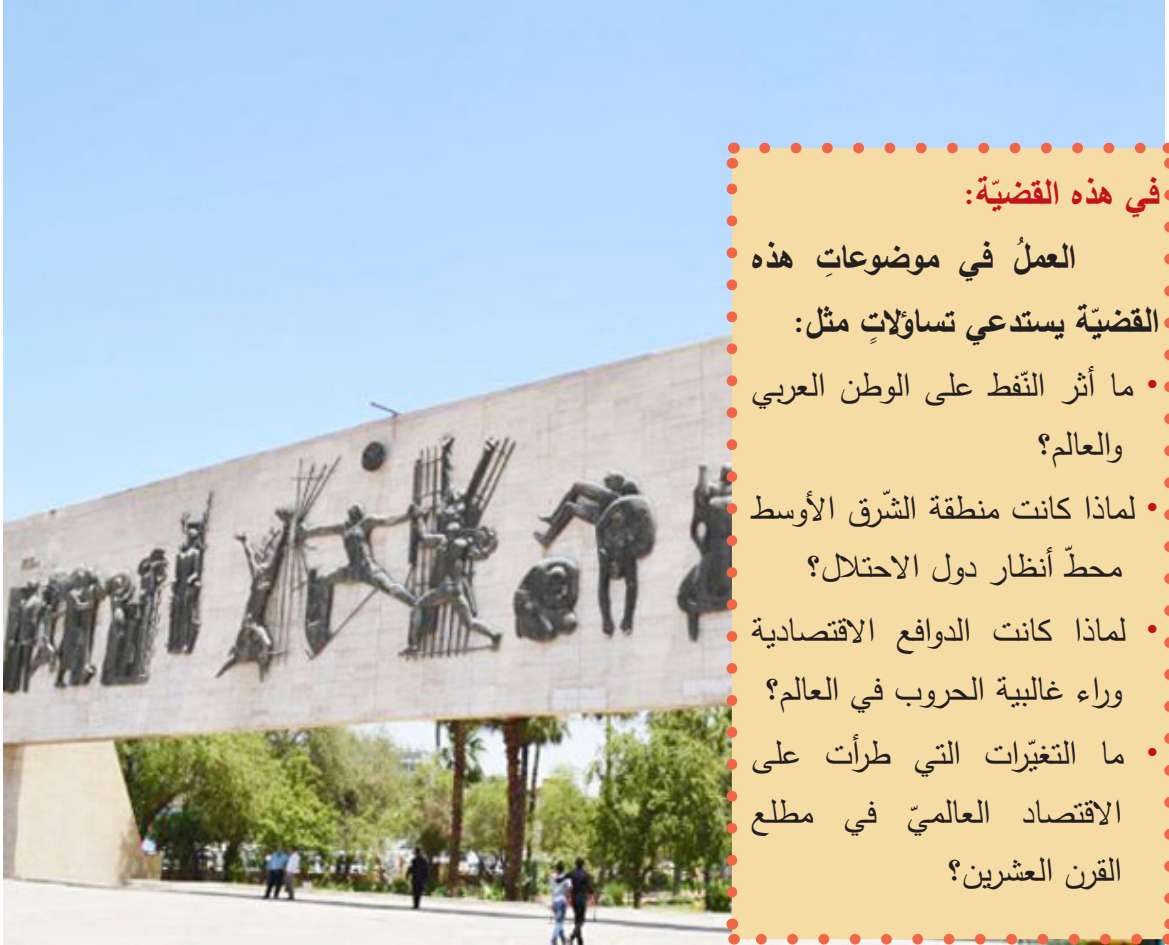 في هذه القضيّة:
العملُ في موضوعاتِ هذه
القضيّة يستدعي تساؤلاتٍ مثل:
• ما أثر النّفط على الوطن العربي
والعالم؟
• لماذا كانت منطقة الشّرق الأوسط
محطّ أنظار دول الاحتلال؟
• لماذا كانت الدوافع الاقتصادية
وراء غالبية الحروب في العالم؟
• ما التغيّرات التي طرأت على
الاقتصاد العالميّ في مطلع
القرن العشرين؟